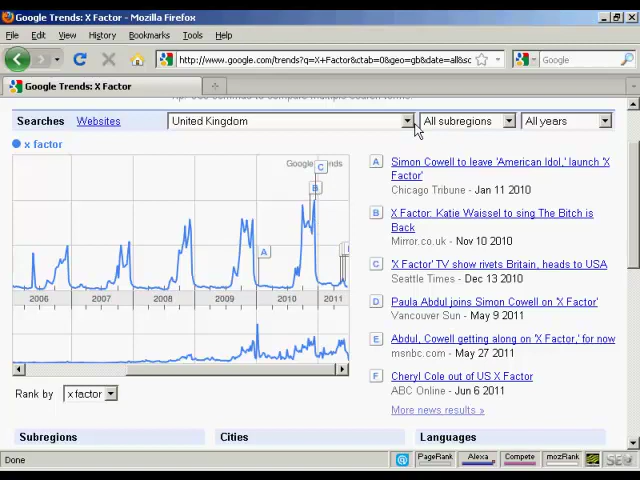 Google Trends: X Factor - Mozilla Firefox
File Edit View History Bookmarks Tools Help
http://www.google.com/trends?q=X+Factor&ctab=0&geo=gb&date=all&sc
Google
Google Trends: X Factor
Searches Websites United Kingdom All subregions All years
x factor
Google Trends
A
B
C
2006 2007 2008 2009 2010 2011
A Simon Cowell to leave 'American Idol,' launch 'X
Factor'
Chicago Tribune - Jan 11 2010
B X Factor: Katie Waissel to sing The Bitch is
Back
Mirror.co.uk - Nov 10 2010
C 'X Factor' TV show rivets Britain, heads to USA
Seattle Times - Dec 13 2010
D Paula Abdul joins Simon Cowell on 'X Factor'
Vancouver Sun - May 9 2011
E Abdul, Cowell getting along on 'X Factor,' for now
msnbc.com - May 27 2011
F Cheryl Cole out of US X Factor
ABC Online - Jun 6 2011
More news results »
Rank by x factor
Subregions Cities Languages
Done PageRank Alexa Compete mozRank